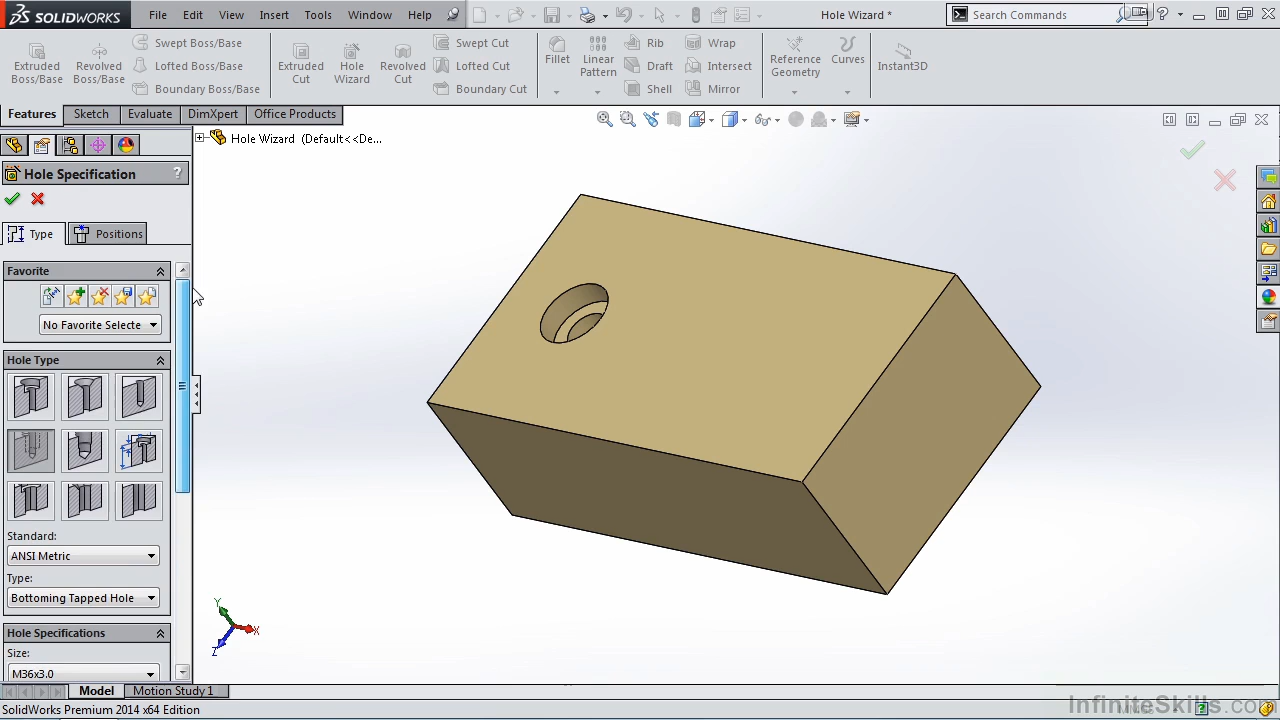 SOLIDWORKS File Edit View Insert Tools Window Help Hole Wizard * Search Commands
Extruded Boss/Base
Revolved Boss/Base
Swept Boss/Base
Lofted Boss/Base
Boundary Boss/Base
Extruded Cut
Hole Wizard
Revolved Cut
Swept Cut
Lofted Cut
Boundary Cut
Fillet
Linear Pattern
Rib
Draft
Shell
Wrap
Intersect
Mirror
Reference Geometry
Curves
Instant3D
Features Sketch Evaluate DimXpert Office Products
Hole Wizard (Default<<De...
Hole Specification ?
Type Positions
Favorite
No Favorite Selecte
Hole Type
Standard:
ANSI Metric
Type:
Bottoming Tapped Hole
Hole Specifications
Size:
M36x3.0
Y
X
Z
Model Motion Study 1
SolidWorks Premium 2014 x64 Edition
InfiniteSkills.com